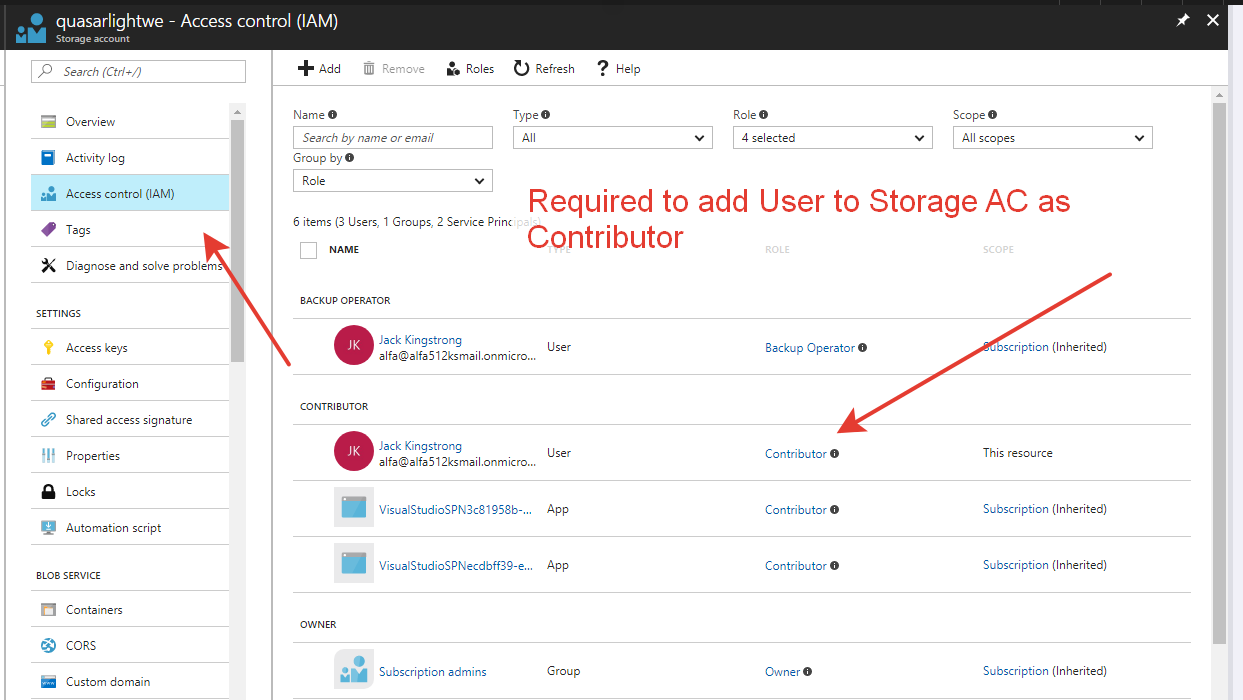 quasarlightwe - Access control (IAM)
Storage account
Search (Ctrl+/)
Overview
Activity log
Access control (IAM)
Tags
Diagnose and solve problems
SETTINGS
Access keys
Configuration
Shared access signature
Properties
Locks
Automation script
BLOB SERVICE
Containers
CORS
Custom domain
Add Remove Roles Refresh Help
Name Type Role Scope
Search by name or email All 4 selected All scopes
Group by
Role
Required to add User to Storage AC as
Contributor
6 items (3 Users, 1 Groups, 2 Service Principals)
NAME TYPE ROLE SCOPE
BACKUP OPERATOR
JK Jack Kingstrong
alfa@alfa512ksmail.onmicro... User Backup Operator Subscription (Inherited)
CONTRIBUTOR
JK Jack Kingstrong
alfa@alfa512ksmail.onmicro... User Contributor This resource
VisualStudioSPN3c81958b-... App Contributor Subscription (Inherited)
VisualStudioSPNecdbff39-e... App Contributor Subscription (Inherited)
OWNER
Subscription admins Group Owner Subscription (Inherited)